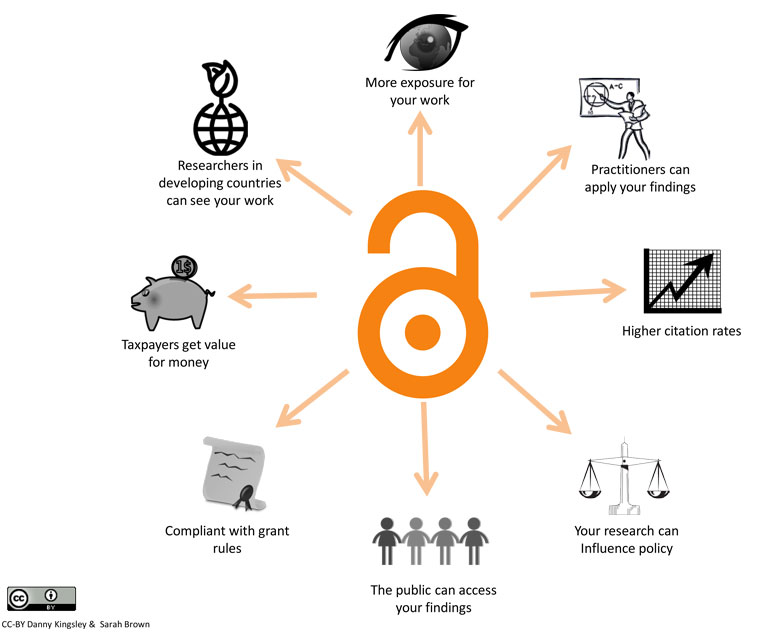 More exposure for
your work
A-C
Practitioners can
apply your findings
Researchers in
developing countries
can see your work
1$
Higher citation rates
Taxpayers get value
for money
Your research can
Influence policy
Compliant with grant
rules
The public can access
your findings
cc
BY
CC-BY Danny Kingsley & Sarah Brown